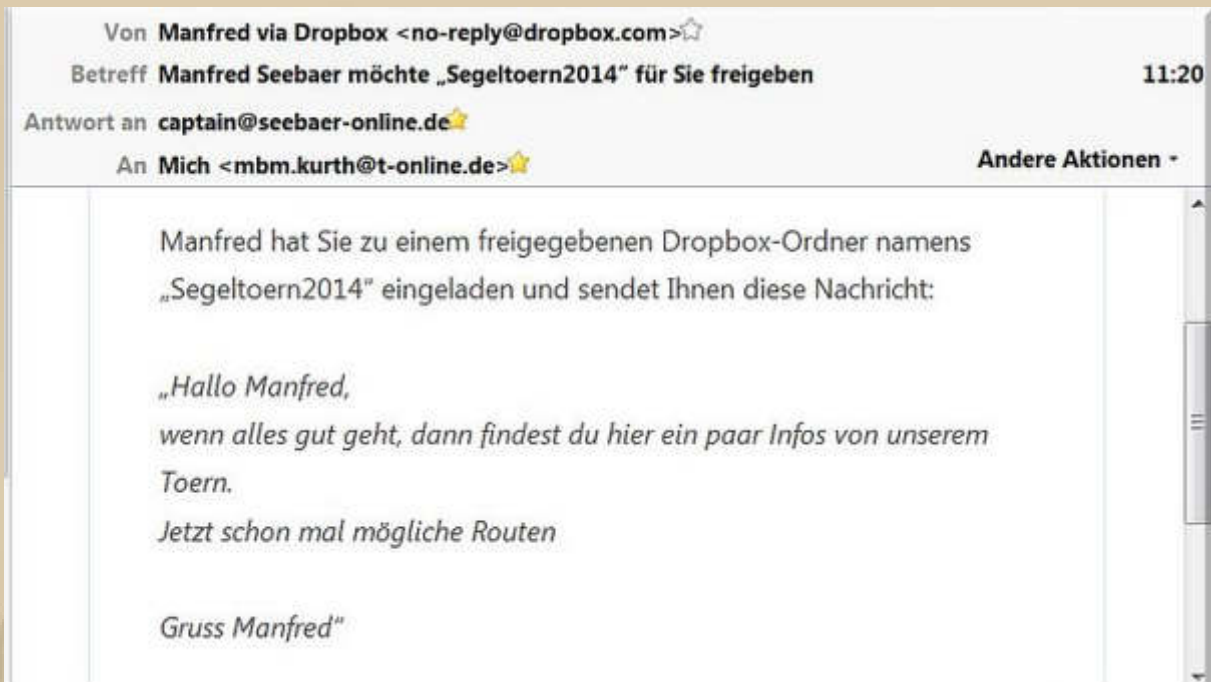 Von Manfred via Dropbox <no-reply@dropbox.com>
Betreff Manfred Seebaer möchte „Segeltoern2014" für Sie freigeben 11:20
Antwort an captain@seebaer-online.de
An Mich <mbm.kurth@t-online.de> Andere Aktionen
Manfred hat Sie zu einem freigegebenen Dropbox-Ordner namens
„Segeltoern2014" eingeladen und sendet Ihnen diese Nachricht:
„Hallo Manfred,
wenn alles gut geht, dann findest du hier ein paar Infos von unserem
Toern.
Jetzt schon mal mögliche Routen
Gruss Manfred"